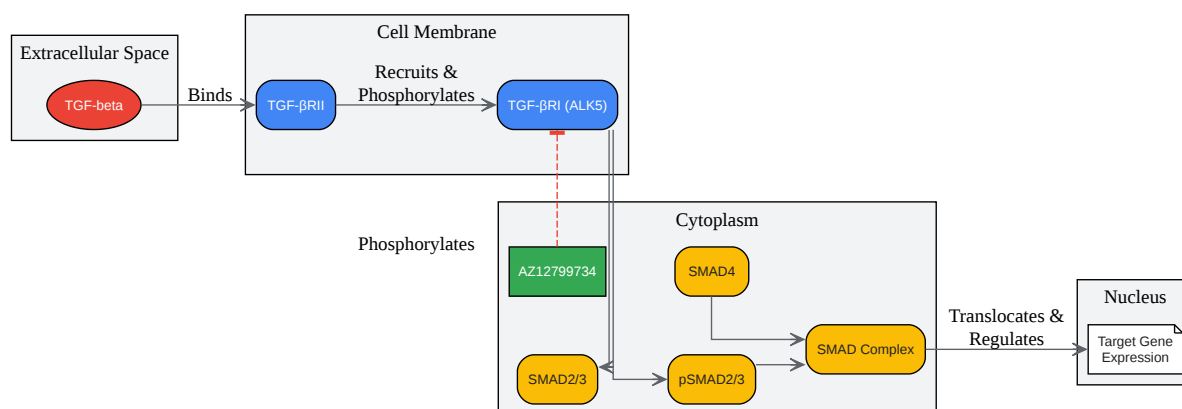 Cell Membrane
Extracellular Space
Recruits &
Phosphorylates
TGF-beta
Binds
TGF-βRII
TGF-βRI (ALK5)
Cytoplasm
Phosphorylates
AZ12799734
SMAD4
Nucleus
Translocates &
Regulates
Target Gene
Expression
SMAD Complex
SMAD2/3
pSMAD2/3